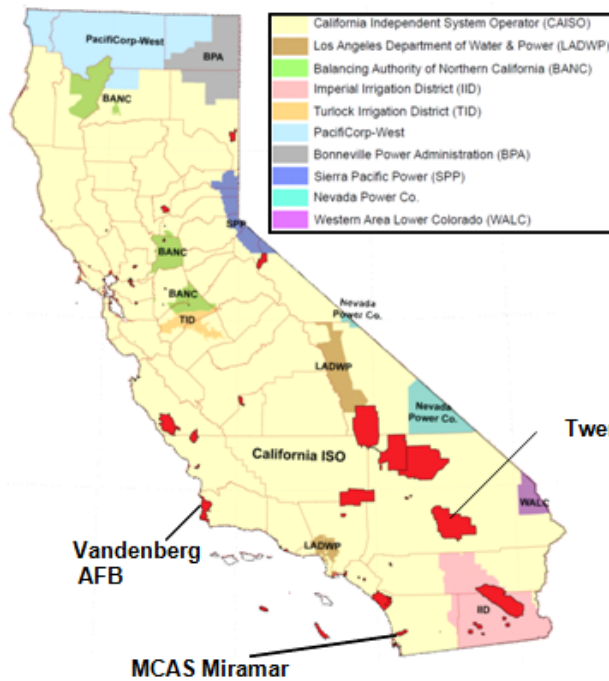 California Independent System Operator (CAISO)
Los Angeles Department of Water & Power (LADWP)
Balancing Authority of Northern California (BANC)
Imperial Irrigation District (IID)
Turlock Irrigation District (TID)
PacifiCorp-West
Bonneville Power Administration (BPA)
Sierra Pacific Power (SPP)
Nevada Power Co.
Western Area Lower Colorado (WALC)
PacifiCorp-West
BPA
BANC
SPP
BANC
BANC
TID
Nevada
Power Co.
LADWP
Nevada
Power Co.
Twen
California ISO
WALC
Vandenberg
AFB
LADWP
IID
MCAS Miramar